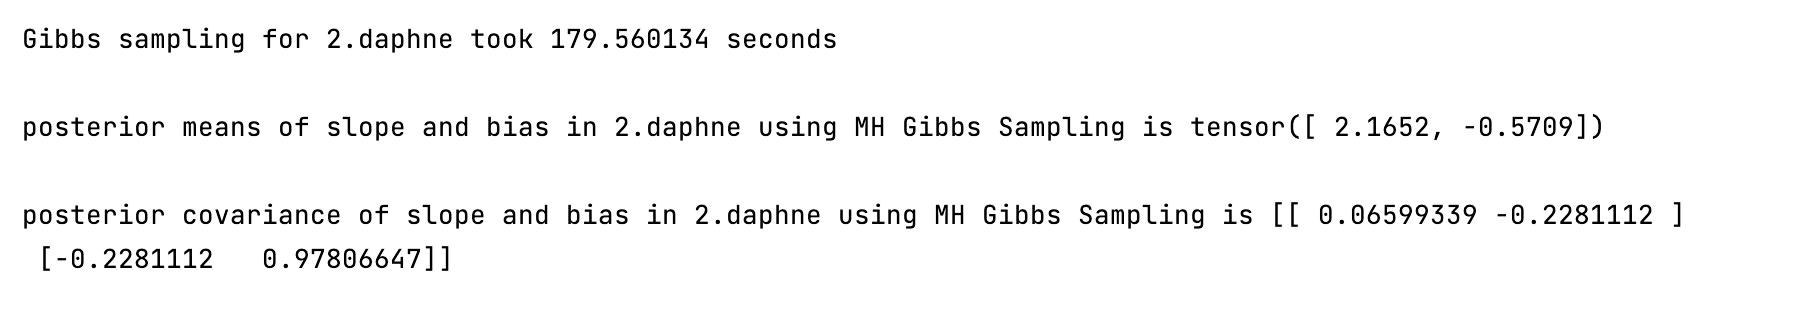 Gibbs sampling for 2.daphne took 179.560134 seconds
posterior means of slope and bias in 2.daphne using MH Gibbs Sampling is tensor([ 2.1652, -0.5709])
posterior covariance of slope and bias in 2.daphne using MH Gibbs Sampling is [[ 0.06599339 -0.2281112 ]
 [-0.2281112   0.97806647]]